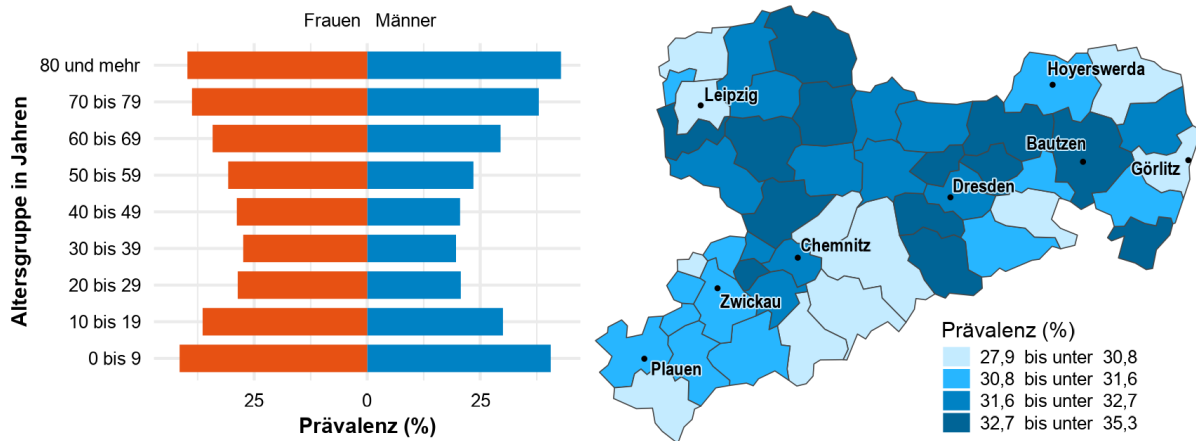 Frauen Männer
Altersgruppe in Jahren
80 und mehr
70 bis 79
60 bis 69
50 bis 59
40 bis 49
30 bis 39
20 bis 29
10 bis 19
0 bis 9
25 0 25
Prävalenz (%)
Hoyerswerda
Leipzig
Bautzen
Görlitz
Dresden
Chemnitz
Zwickau
Plauen
Prävalenz (%)
27,9 bis unter 30,8
30,8 bis unter 31,6
31,6 bis unter 32,7
32,7 bis unter 35,3